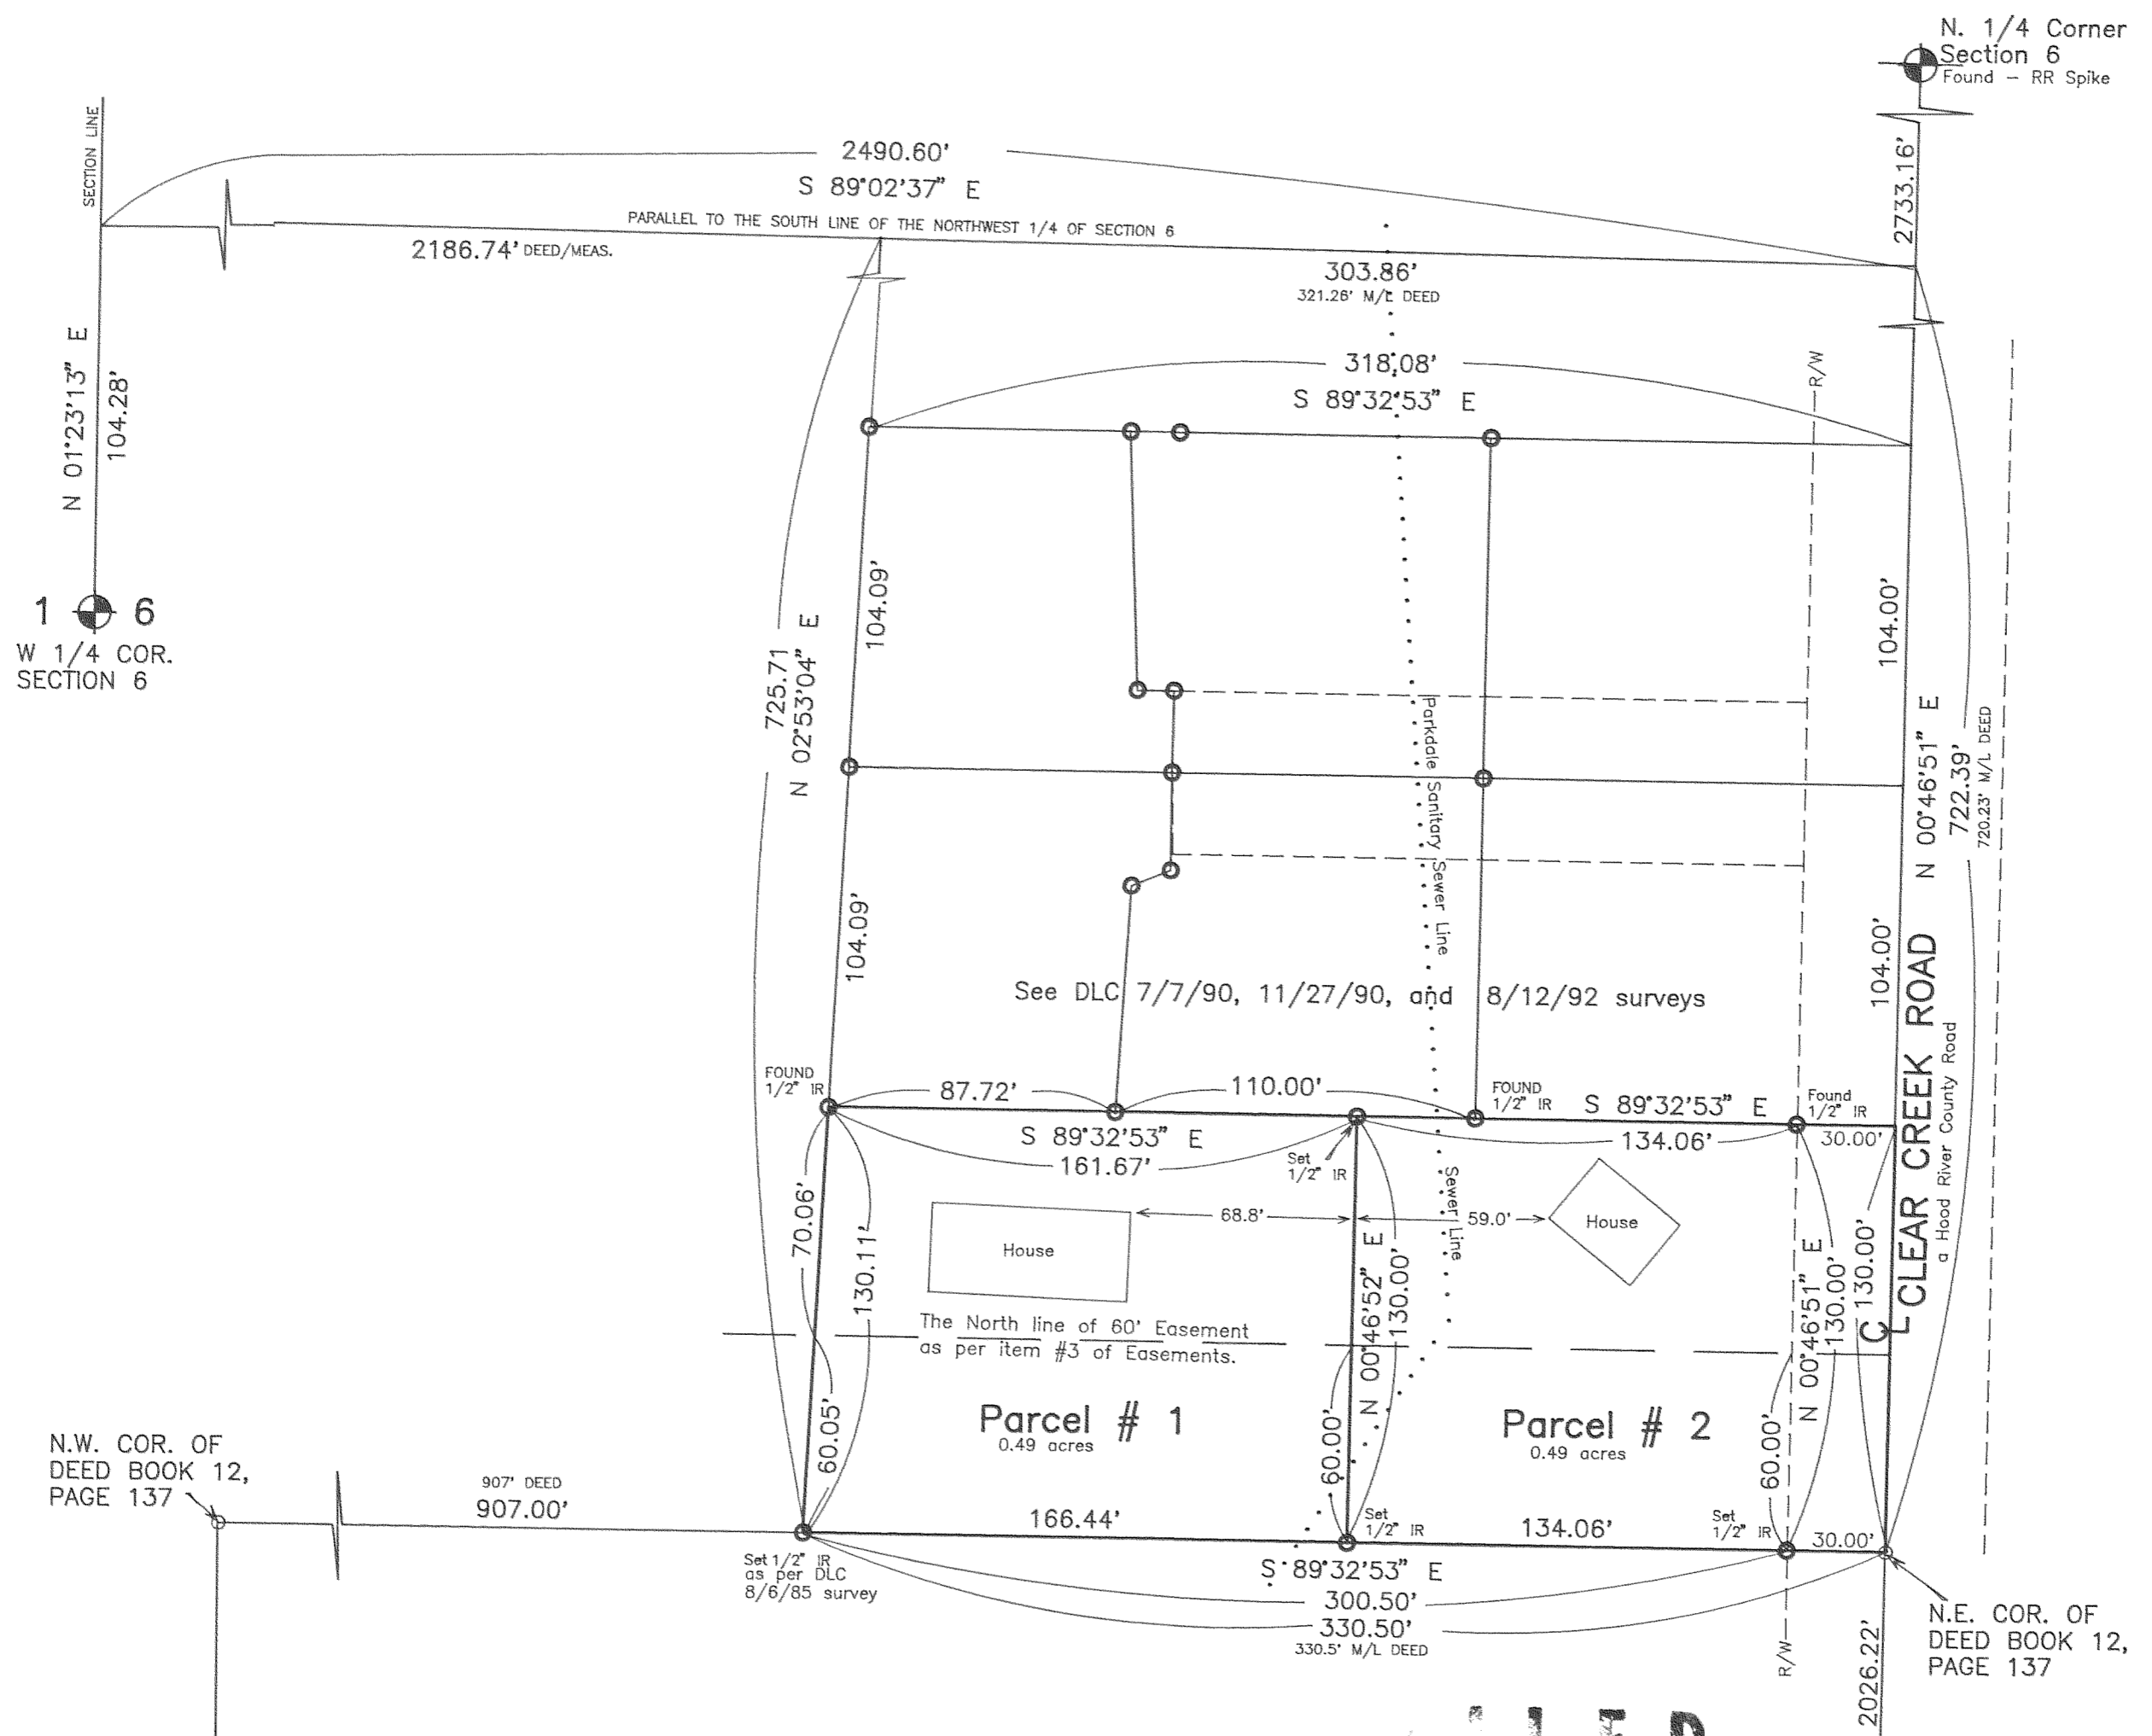 N. 1/4 Corner
Section 6
Found - RR Spike
SECTION LINE
2490.60'
S 89°02'37" E
PARALLEL TO THE SOUTH LINE OF THE NORTHWEST 1/4 OF SECTION 6
2186.74' DEED/MEAS.
303.86'
321.26' M/L DEED
2733.16'
318.08'
S 89°32'53" E
R/W
N 01°23'13" E
104.28'
1 6
W 1/4 COR.
SECTION 6
725.71
N 02°53'04" E
104.09'
104.00'
Parkdale Sanitary Sewer Line
N 00°46'51" E
722.39'
720.23' M/L DEED
104.09'
104.00'
See DLC 7/7/90, 11/27/90, and 8/12/92 surveys
CLEAR CREEK ROAD
a Hood River County Road
CL
FOUND
1/2" IR
87.72'
110.00'
FOUND
1/2" IR
S 89°32'53" E
Found
1/2" IR
S 89°32'53" E
161.67'
Set
1/2" IR
134.06'
30.00'
70.06'
130.11'
House
68.8'
59.0'
House
Sewer Line
N 00°46'52" E
130.00'
N 00°46'51" E
130.00'
130.00'
The North line of 60' Easement
as per item #3 of Easements.
60.05'
Parcel # 1
0.49 acres
60.00'
Parcel # 2
0.49 acres
60.00'
N.W. COR. OF
DEED BOOK 12,
PAGE 137
907' DEED
907.00'
166.44'
Set
1/2" IR
134.06'
Set
1/2" IR
30.00'
Set 1/2" IR
as per DLC
8/6/85 survey
S 89°32'53" E
300.50'
330.50'
330.5' M/L DEED
R/W
N.E. COR. OF
DEED BOOK 12,
PAGE 137
2026.22'